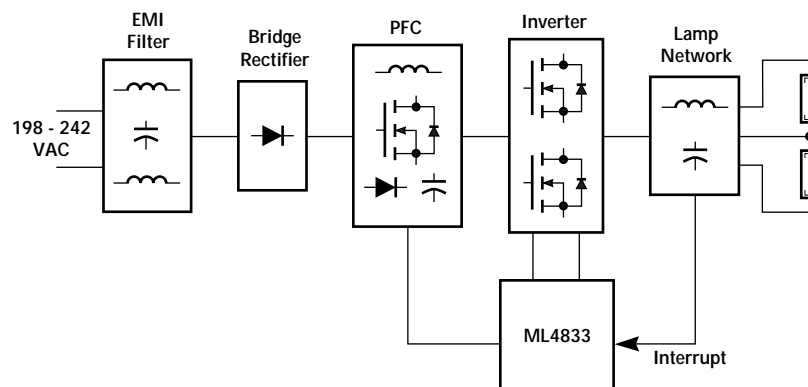 EMI
Filter
Bridge
Rectifier
PFC
Inverter
Lamp
Network
198 - 242
VAC
ML4833
Interrupt